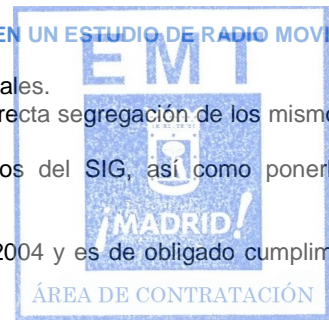 EN UN ESTUDIO DE RADIO MOVI
EMT
ales.
recta segregación de los mismo
os del SIG, así como poner
¡MADRID!
2004 y es de obligado cumplim
ÁREA DE CONTRATACIÓN